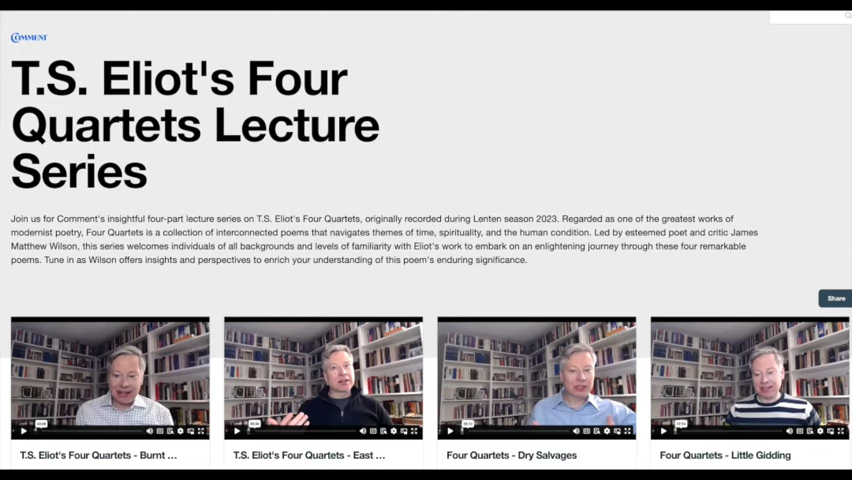 COMMENT
T.S. Eliot's Four
Quartets Lecture
Series
Join us for Comment's insightful four-part lecture series on T.S. Eliot's Four Quartets, originally recorded during Lenten season 2023. Regarded as one of the greatest works of
modernist poetry, Four Quartets is a collection of interconnected poems that navigates themes of time, spirituality, and the human condition. Led by esteemed poet and critic James
Matthew Wilson, this series welcomes individuals of all backgrounds and levels of familiarity with Eliot's work to embark on an enlightening journey through these four remarkable
poems. Tune in as Wilson offers insights and perspectives to enrich your understanding of this poem's enduring significance.
Share
T.S. Eliot's Four Quartets - Burnt ...
T.S. Eliot's Four Quartets - East ...
Four Quartets - Dry Salvages
Four Quartets - Little Gidding